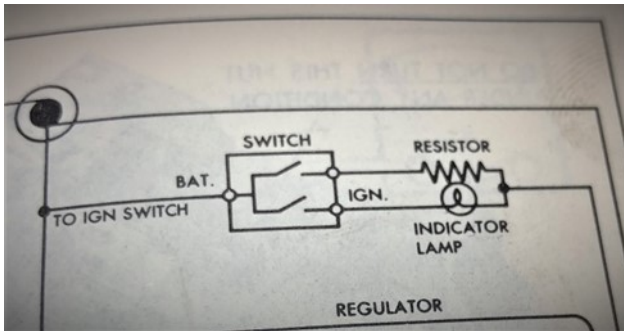 SWITCH
RESISTOR
BAT.
IGN.
TO IGN SWITCH
INDICATOR
LAMP
REGULATOR